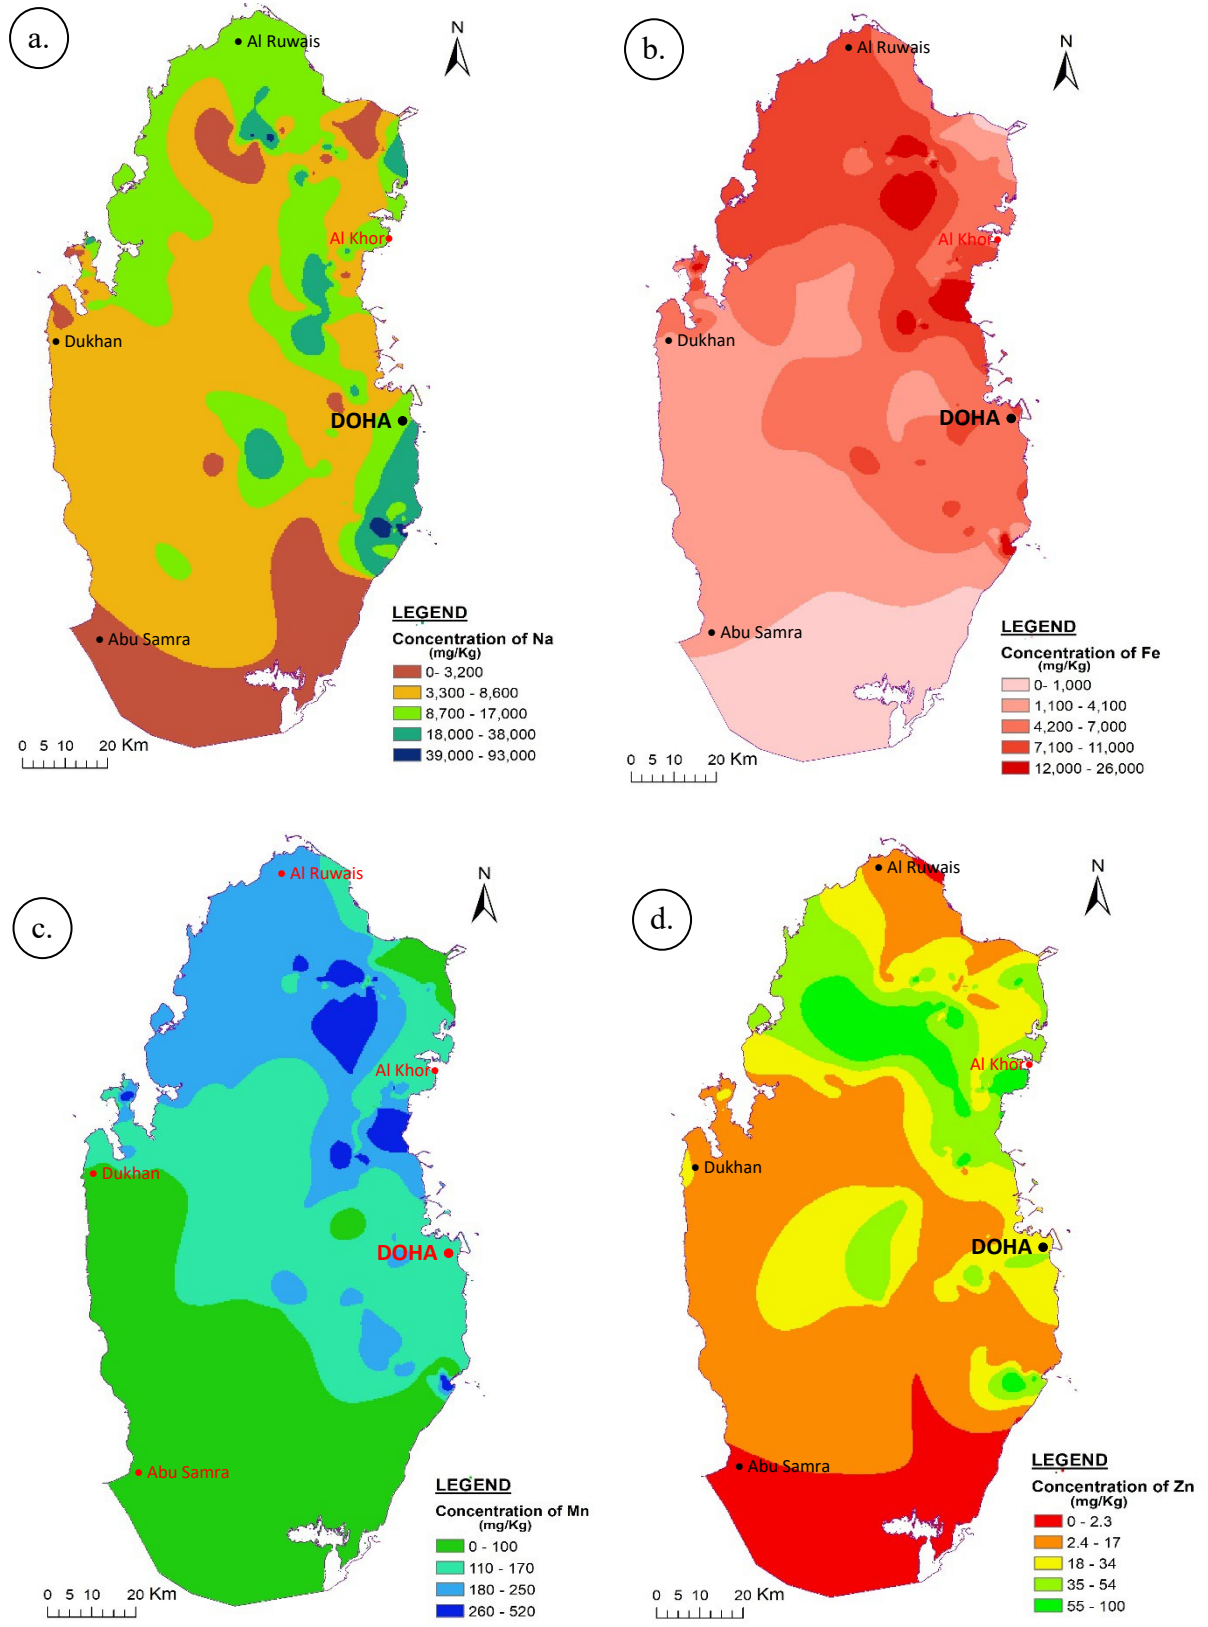 a.
N
Al Ruwais
Al Khor
Dukhan
DOHA
Abu Samra
LEGEND
Concentration of Na
(mg/Kg)
0- 3,200
3,300 - 8,600
8,700 - 17,000
18,000 - 38,000
39,000 - 93,000
0 5 10 20 Km
b.
N
Al Ruwais
Al Khor
Dukhan
DOHA
Abu Samra
LEGEND
Concentration of Fe
(mg/Kg)
0- 1,000
1,100 - 4,100
4,200 - 7,000
7,100 - 11,000
12,000 - 26,000
0 5 10 20 Km
c.
N
Al Ruwais
Al Khor
Dukhan
DOHA
Abu Samra
LEGEND
Concentration of Mn
(mg/Kg)
0 - 100
110 - 170
180 - 250
260 - 520
0 5 10 20 Km
d.
N
Al Ruwais
Al Khor
Dukhan
DOHA
Abu Samra
LEGEND
Concentration of Zn
(mg/Kg)
0 - 2.3
2.4 - 17
18 - 34
35 - 54
55 - 100
0 5 10 20 Km